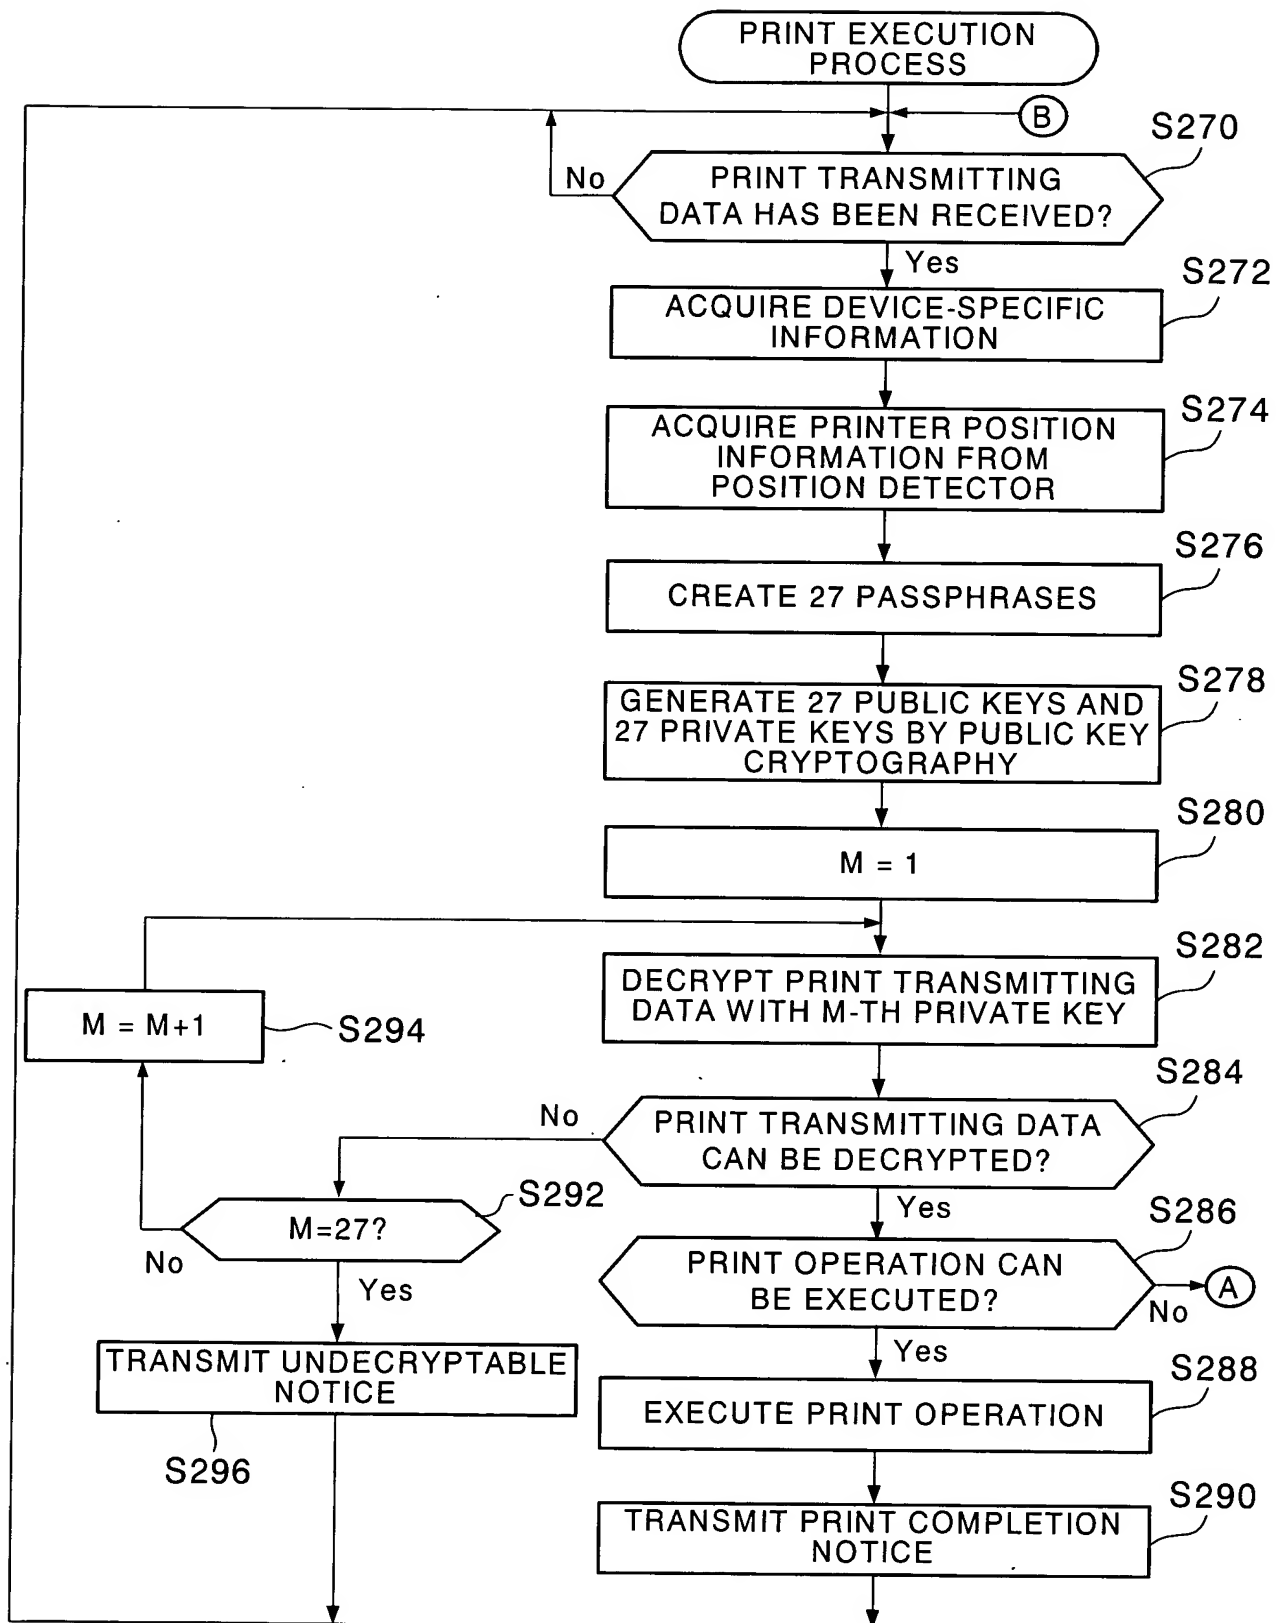 PRINT EXECUTION
PROCESS
B
S270
No
PRINT TRANSMITTING
DATA HAS BEEN RECEIVED?
Yes
S272
ACQUIRE DEVICE-SPECIFIC
INFORMATION
S274
ACQUIRE PRINTER POSITION
INFORMATION FROM
POSITION DETECTOR
S276
CREATE 27 PASSPHRASES
S278
GENERATE 27 PUBLIC KEYS AND
27 PRIVATE KEYS BY PUBLIC KEY
CRYPTOGRAPHY
S280
M = 1
S282
DECRYPT PRINT TRANSMITTING
DATA WITH M-TH PRIVATE KEY
M = M+1
S294
S284
No
PRINT TRANSMITTING DATA
CAN BE DECRYPTED?
Yes
S292
M=27?
No
Yes
S286
PRINT OPERATION CAN
BE EXECUTED?
A
No
Yes
TRANSMIT UNDECRYPTABLE
NOTICE
S296
S288
EXECUTE PRINT OPERATION
S290
TRANSMIT PRINT COMPLETION
NOTICE